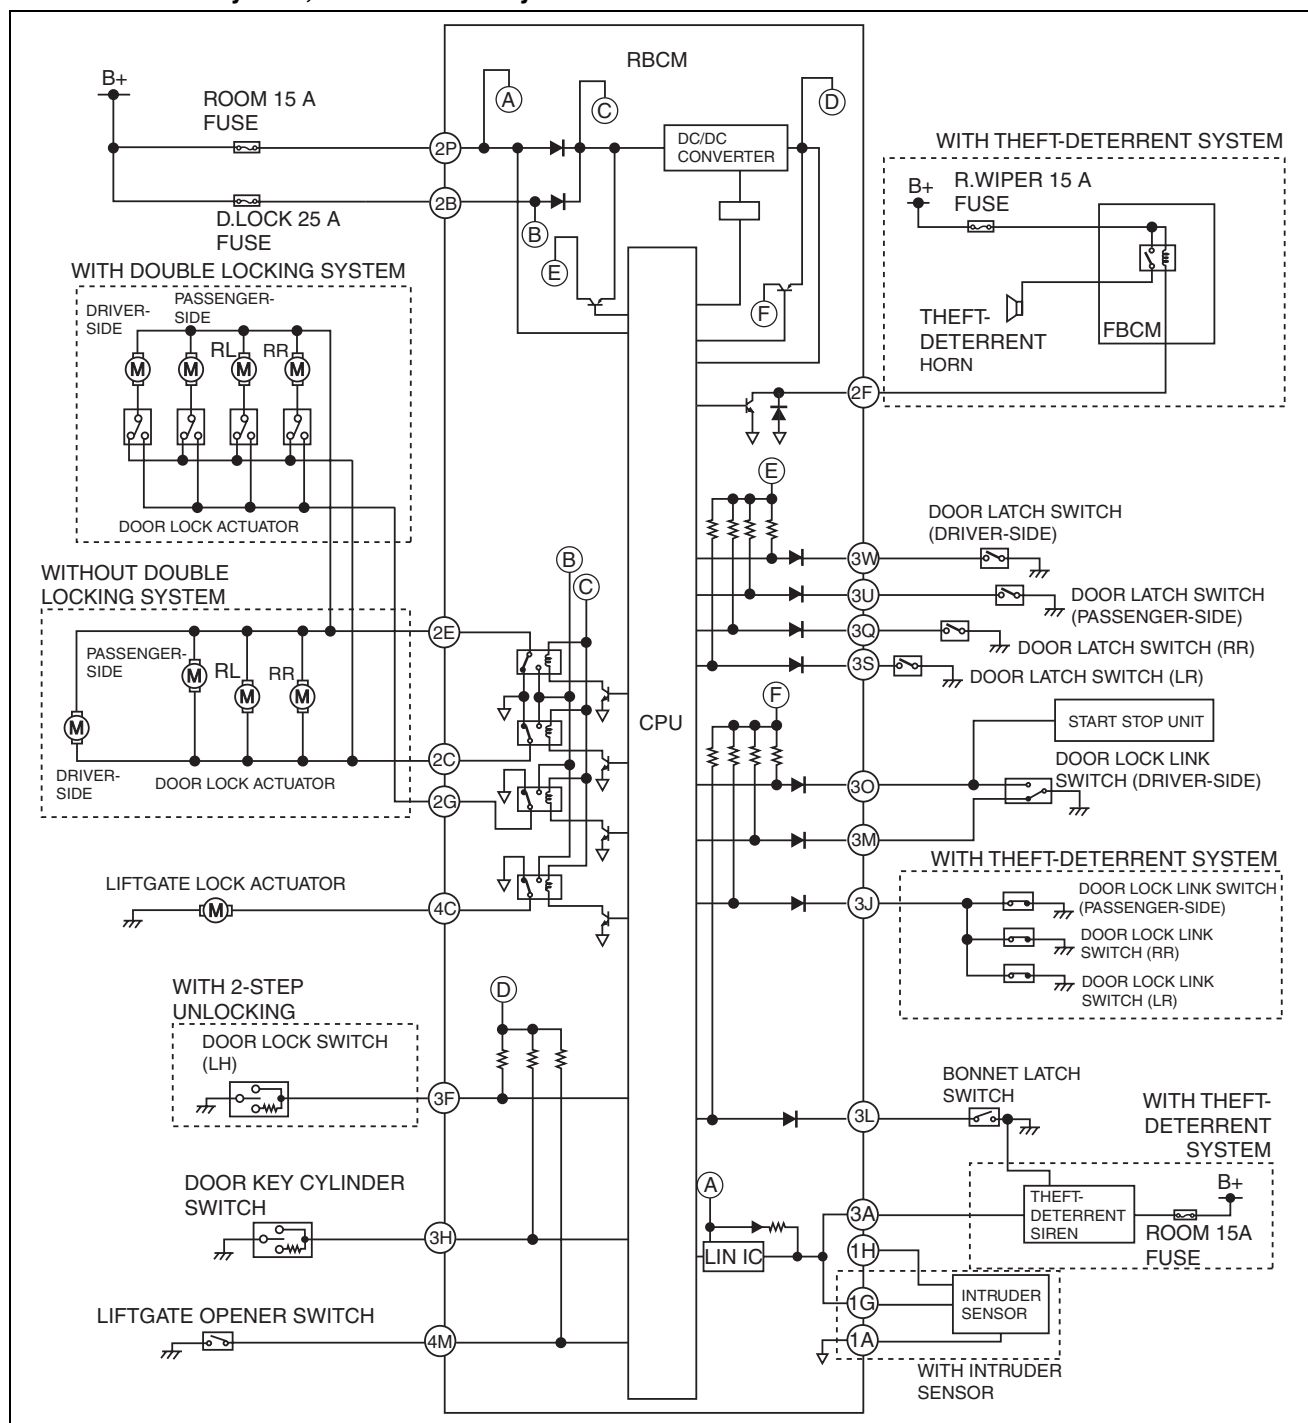 RBCM
B+
ROOM 15 A
FUSE
A
C
D
2P
DC/DC
CONVERTER
2B
D.LOCK 25 A
FUSE
B
E
F
WITH THEFT-DETERRENT SYSTEM
B+
R.WIPER 15 A
FUSE
THEFT-
DETERRENT
HORN
FBCM
2F
WITH DOUBLE LOCKING SYSTEM
DRIVER-
SIDE
PASSENGER-
SIDE
RL
RR
M
M
M
M
DOOR LOCK ACTUATOR
WITHOUT DOUBLE
LOCKING SYSTEM
PASSENGER-
SIDE
RL
RR
M
M
M
M
DRIVER-
SIDE
DOOR LOCK ACTUATOR
2E
2C
2G
B
C
CPU
E
DOOR LATCH SWITCH
(DRIVER-SIDE)
3W
3U
DOOR LATCH SWITCH
(PASSENGER-SIDE)
3Q
DOOR LATCH SWITCH (RR)
3S
DOOR LATCH SWITCH (LR)
F
START STOP UNIT
DOOR LOCK LINK
SWITCH (DRIVER-SIDE)
3O
3M
WITH THEFT-DETERRENT SYSTEM
3J
DOOR LOCK LINK SWITCH
(PASSENGER-SIDE)
DOOR LOCK LINK
SWITCH (RR)
DOOR LOCK LINK
SWITCH (LR)
LIFTGATE LOCK ACTUATOR
M
4C
WITH 2-STEP
UNLOCKING
DOOR LOCK SWITCH
(LH)
D
3F
DOOR KEY CYLINDER
SWITCH
3H
LIFTGATE OPENER SWITCH
4M
BONNET LATCH
SWITCH
3L
WITH THEFT-
DETERRENT
SYSTEM
A
LIN IC
3A
THEFT-
DETERRENT
SIREN
B+
ROOM 15A
FUSE
1H
1G
INTRUDER
SENSOR
1A
WITH INTRUDER
SENSOR